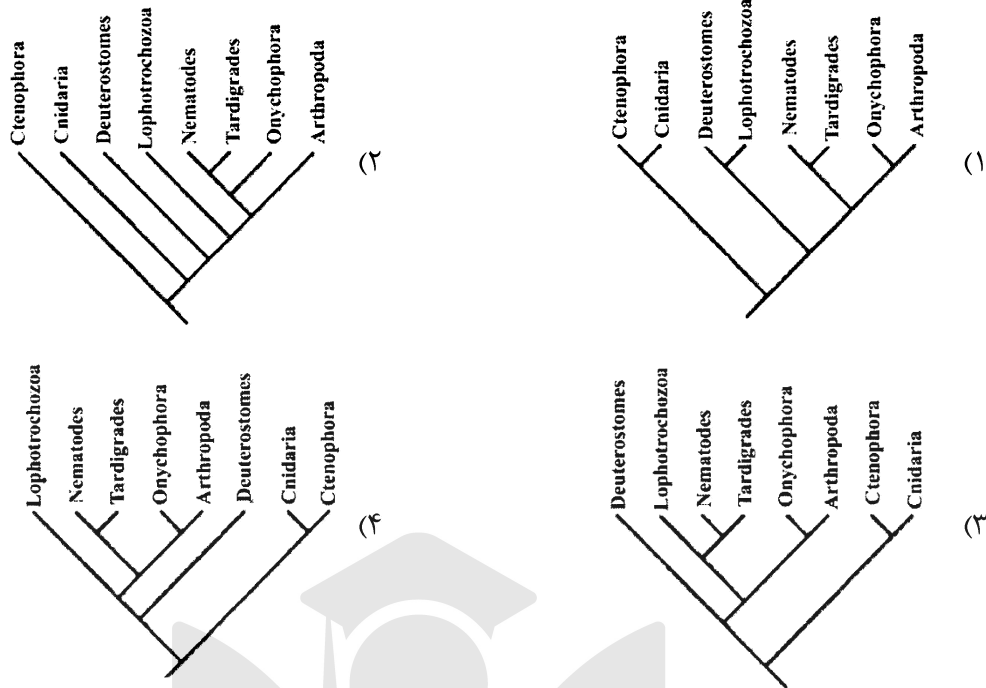 Ctenophora
Cnidaria
Deuterostomes
Lophotrochozoa
Nematodes
Tardigrades
Onychophora
Arthropoda
(۱
Ctenophora
Cnidaria
Deuterostomes
Lophotrochozoa
Nematodes
Tardigrades
Onychophora
Arthropoda
(۲
Deuterostomes
Lophotrochozoa
Nematodes
Tardigrades
Onychophora
Arthropoda
Ctenophora
Cnidaria
(۳
Lophotrochozoa
Nematodes
Tardigrades
Onychophora
Arthropoda
Deuterostomes
Cnidaria
Ctenophora
(۴